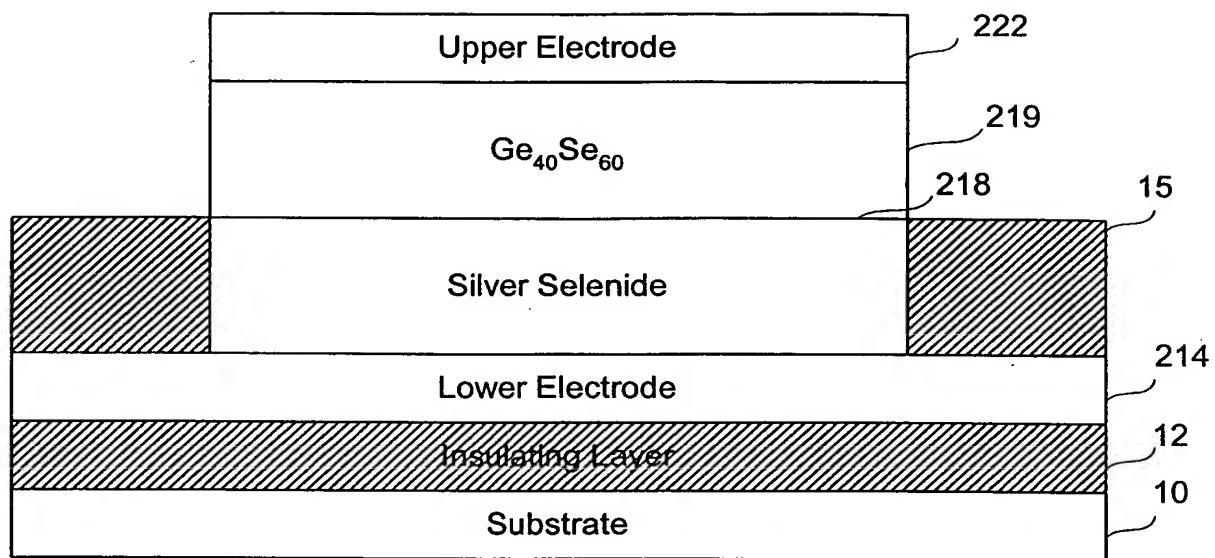 Upper Electrode
222
219
Ge₄₀Se₆₀
218
15
Silver Selenide
214
Lower Electrode
12
Insulating Layer
10
Substrate